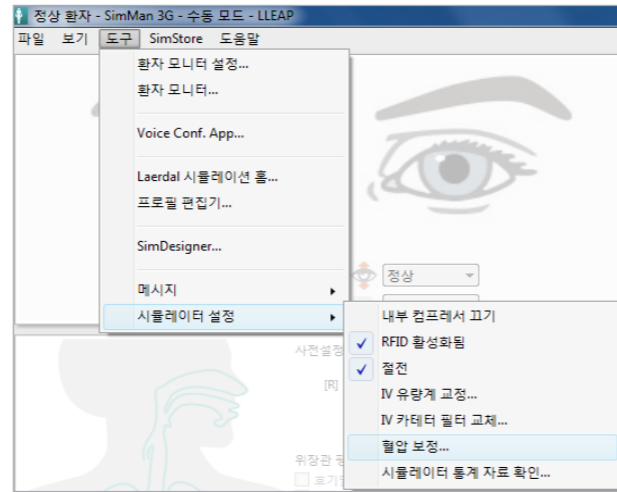 정상 환자 - SimMan 3G - 수동 모드 - LLEAP
파일 보기 도구 SimStore 도움말
환자 모니터 설정...
환자 모니터...
Voice Conf. App...
Laerdal 시뮬레이션 홈...
프로필 편집기...
SimDesigner...
정상
메시지
시뮬레이터 설정
내부 컴프레서 끄기
사전설정
RFID 활성화됨
절전
[R]
IV 유량계 교정...
IV 카테터 필터 교체...
혈압 보정...
위장관
시뮬레이터 통계 자료 확인...